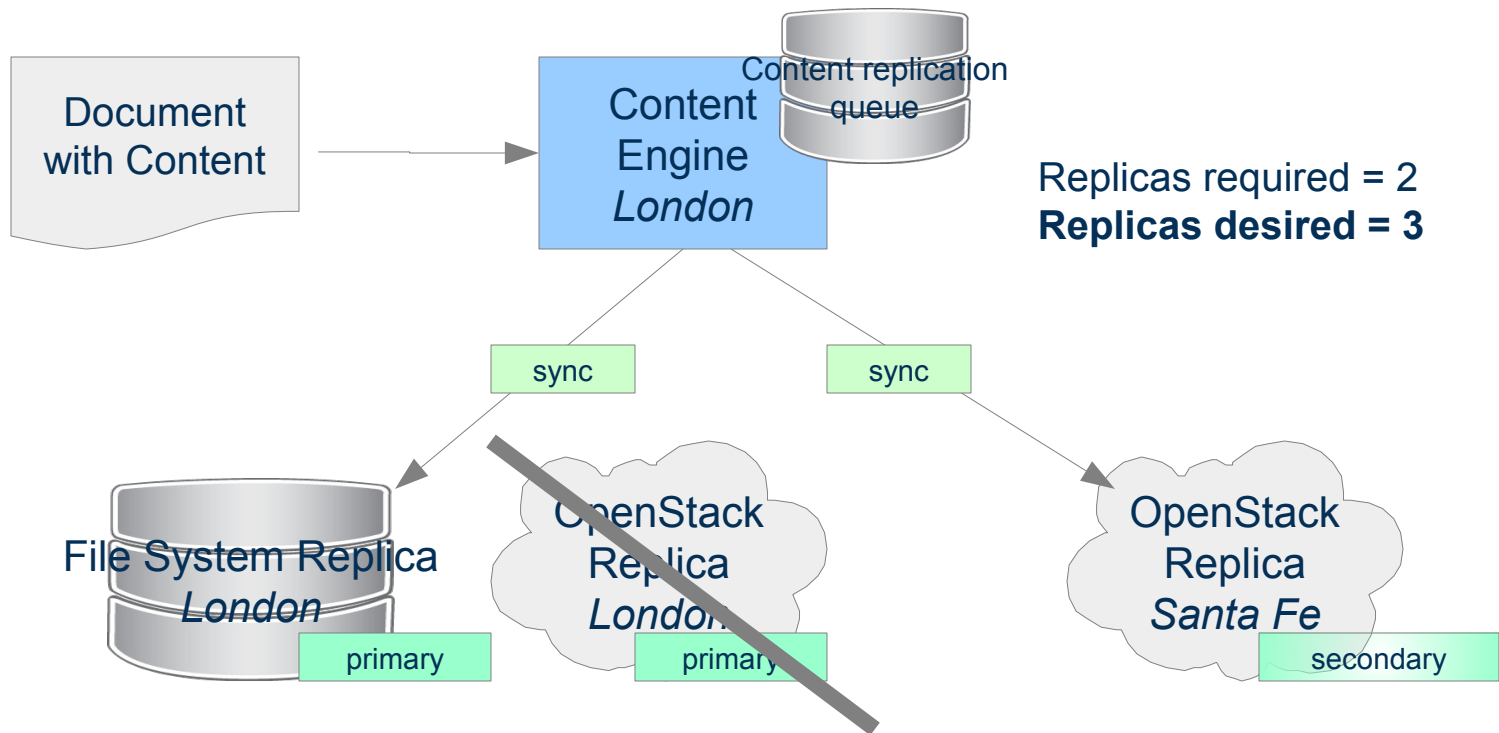 Document
with Content
Content
Engine
London
Content replication
queue
Replicas required = 2
Replicas desired = 3
sync
sync
File System Replica
London
primary
OpenStack
Replica
London
primary
OpenStack
Replica
Santa Fe
secondary